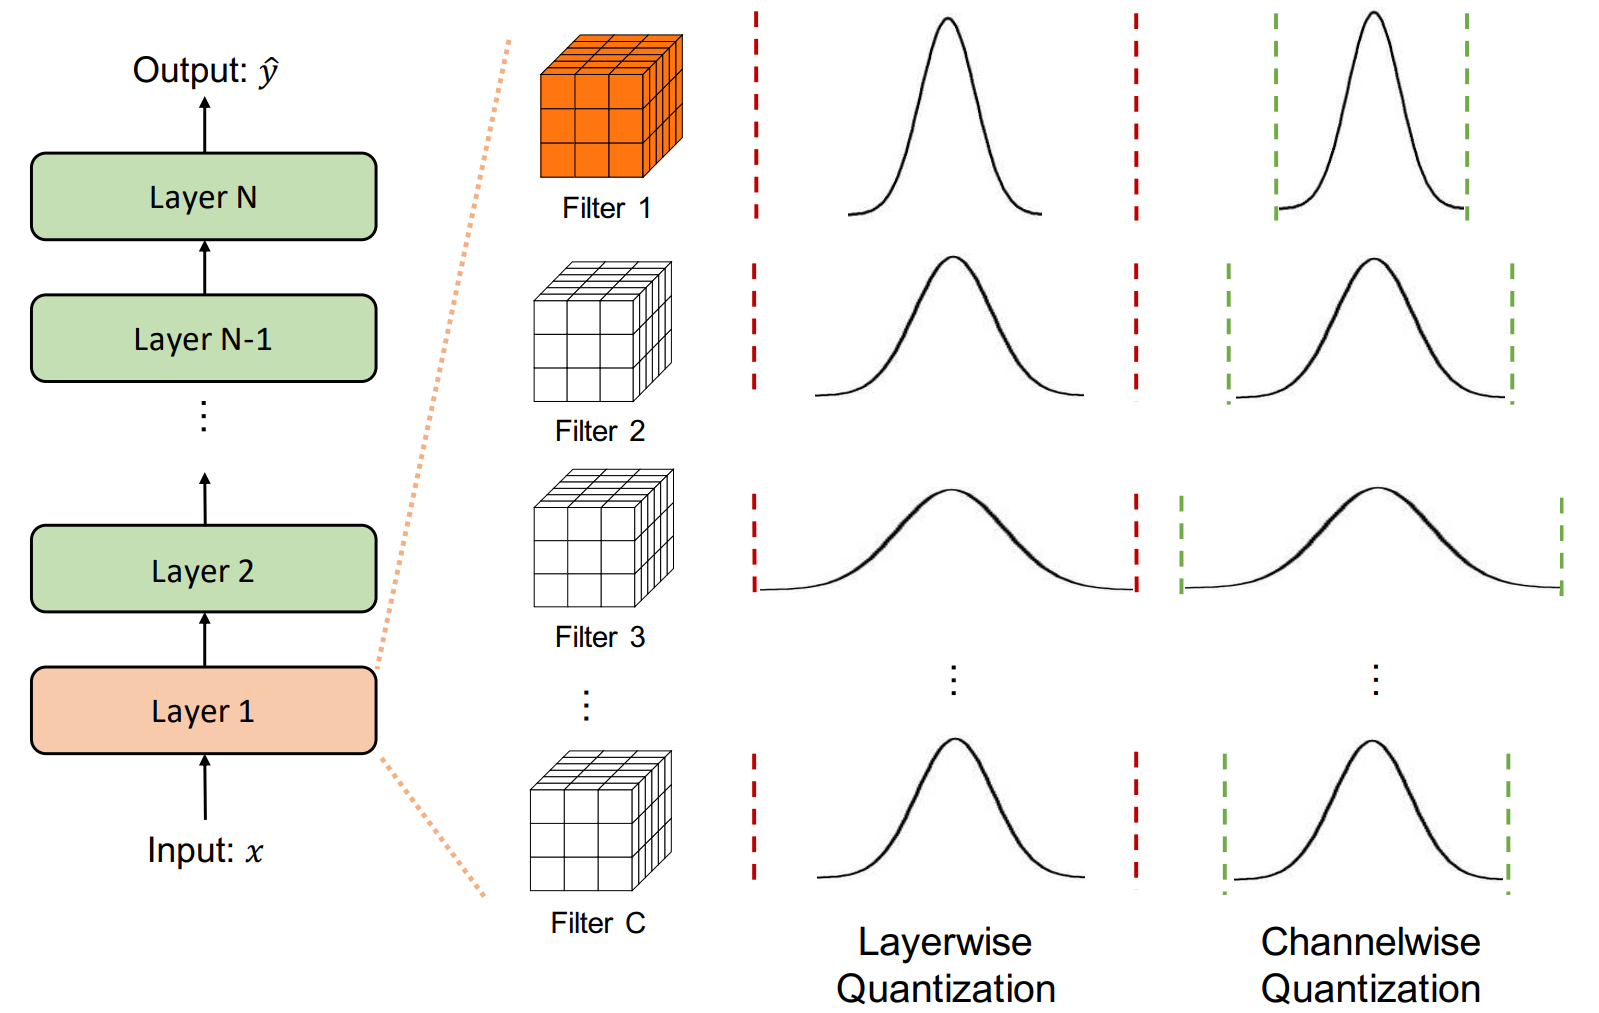 Output: ŷ
Layer N
Layer N-1
⋮
Layer 2
Layer 1
Input: x
Filter 1
Filter 2
Filter 3
⋮
Filter C
⋮
Layerwise
Quantization
⋮
Channelwise
Quantization